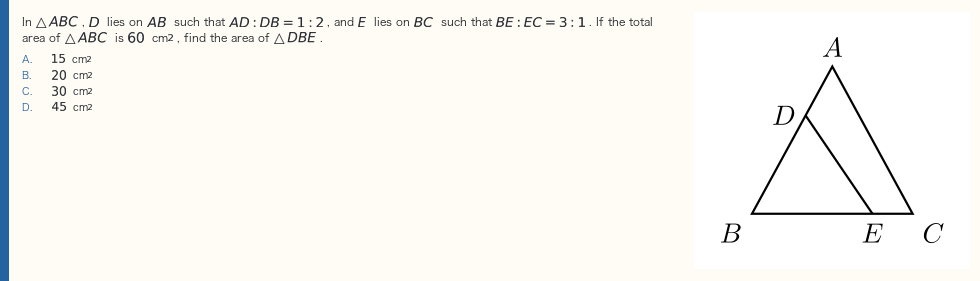 In △ABC , D lies on AB such that AD : DB = 1 : 2 , and E lies on BC such that BE : EC = 3 : 1 . If the total
area of △ABC is 60 cm2 , find the area of △DBE .
A. 15 cm2
B. 20 cm2
C. 30 cm2
D. 45 cm2
A
D
B E C